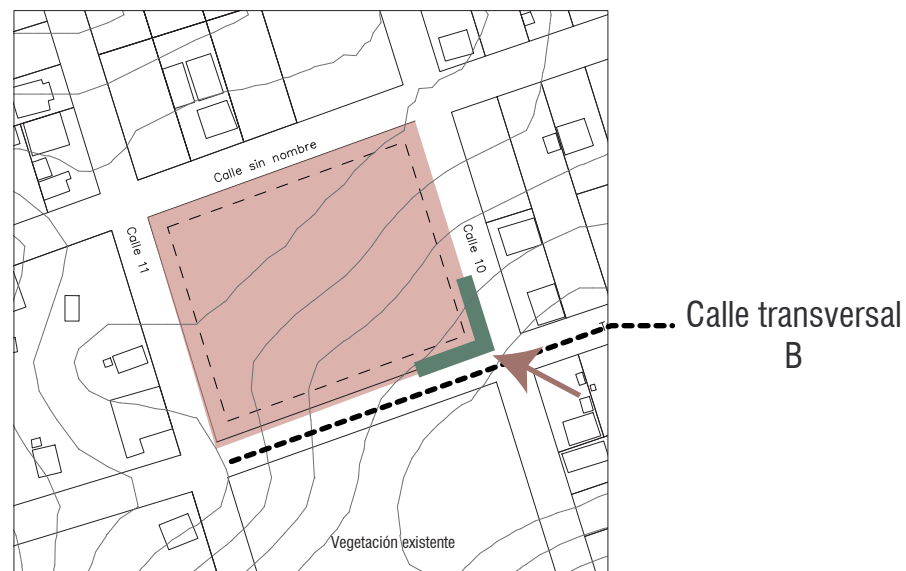 Calle sin nombre
Calle 11
Calle 10
Calle transversal
B
Vegetación existente